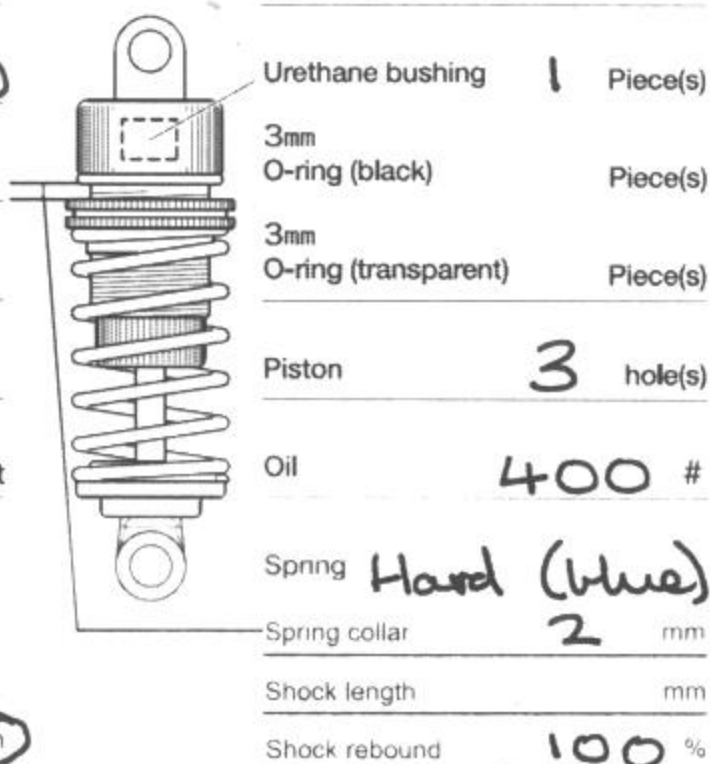 Urethane bushing 1 Piece(s)
3mm
O-ring (black) Piece(s)
3mm
O-ring (transparent) Piece(s)
Piston 3 hole(s)
Oil 400 #
Spring Hard (blue)
Spring collar 2 mm
Shock length mm
Shock rebound 100 %